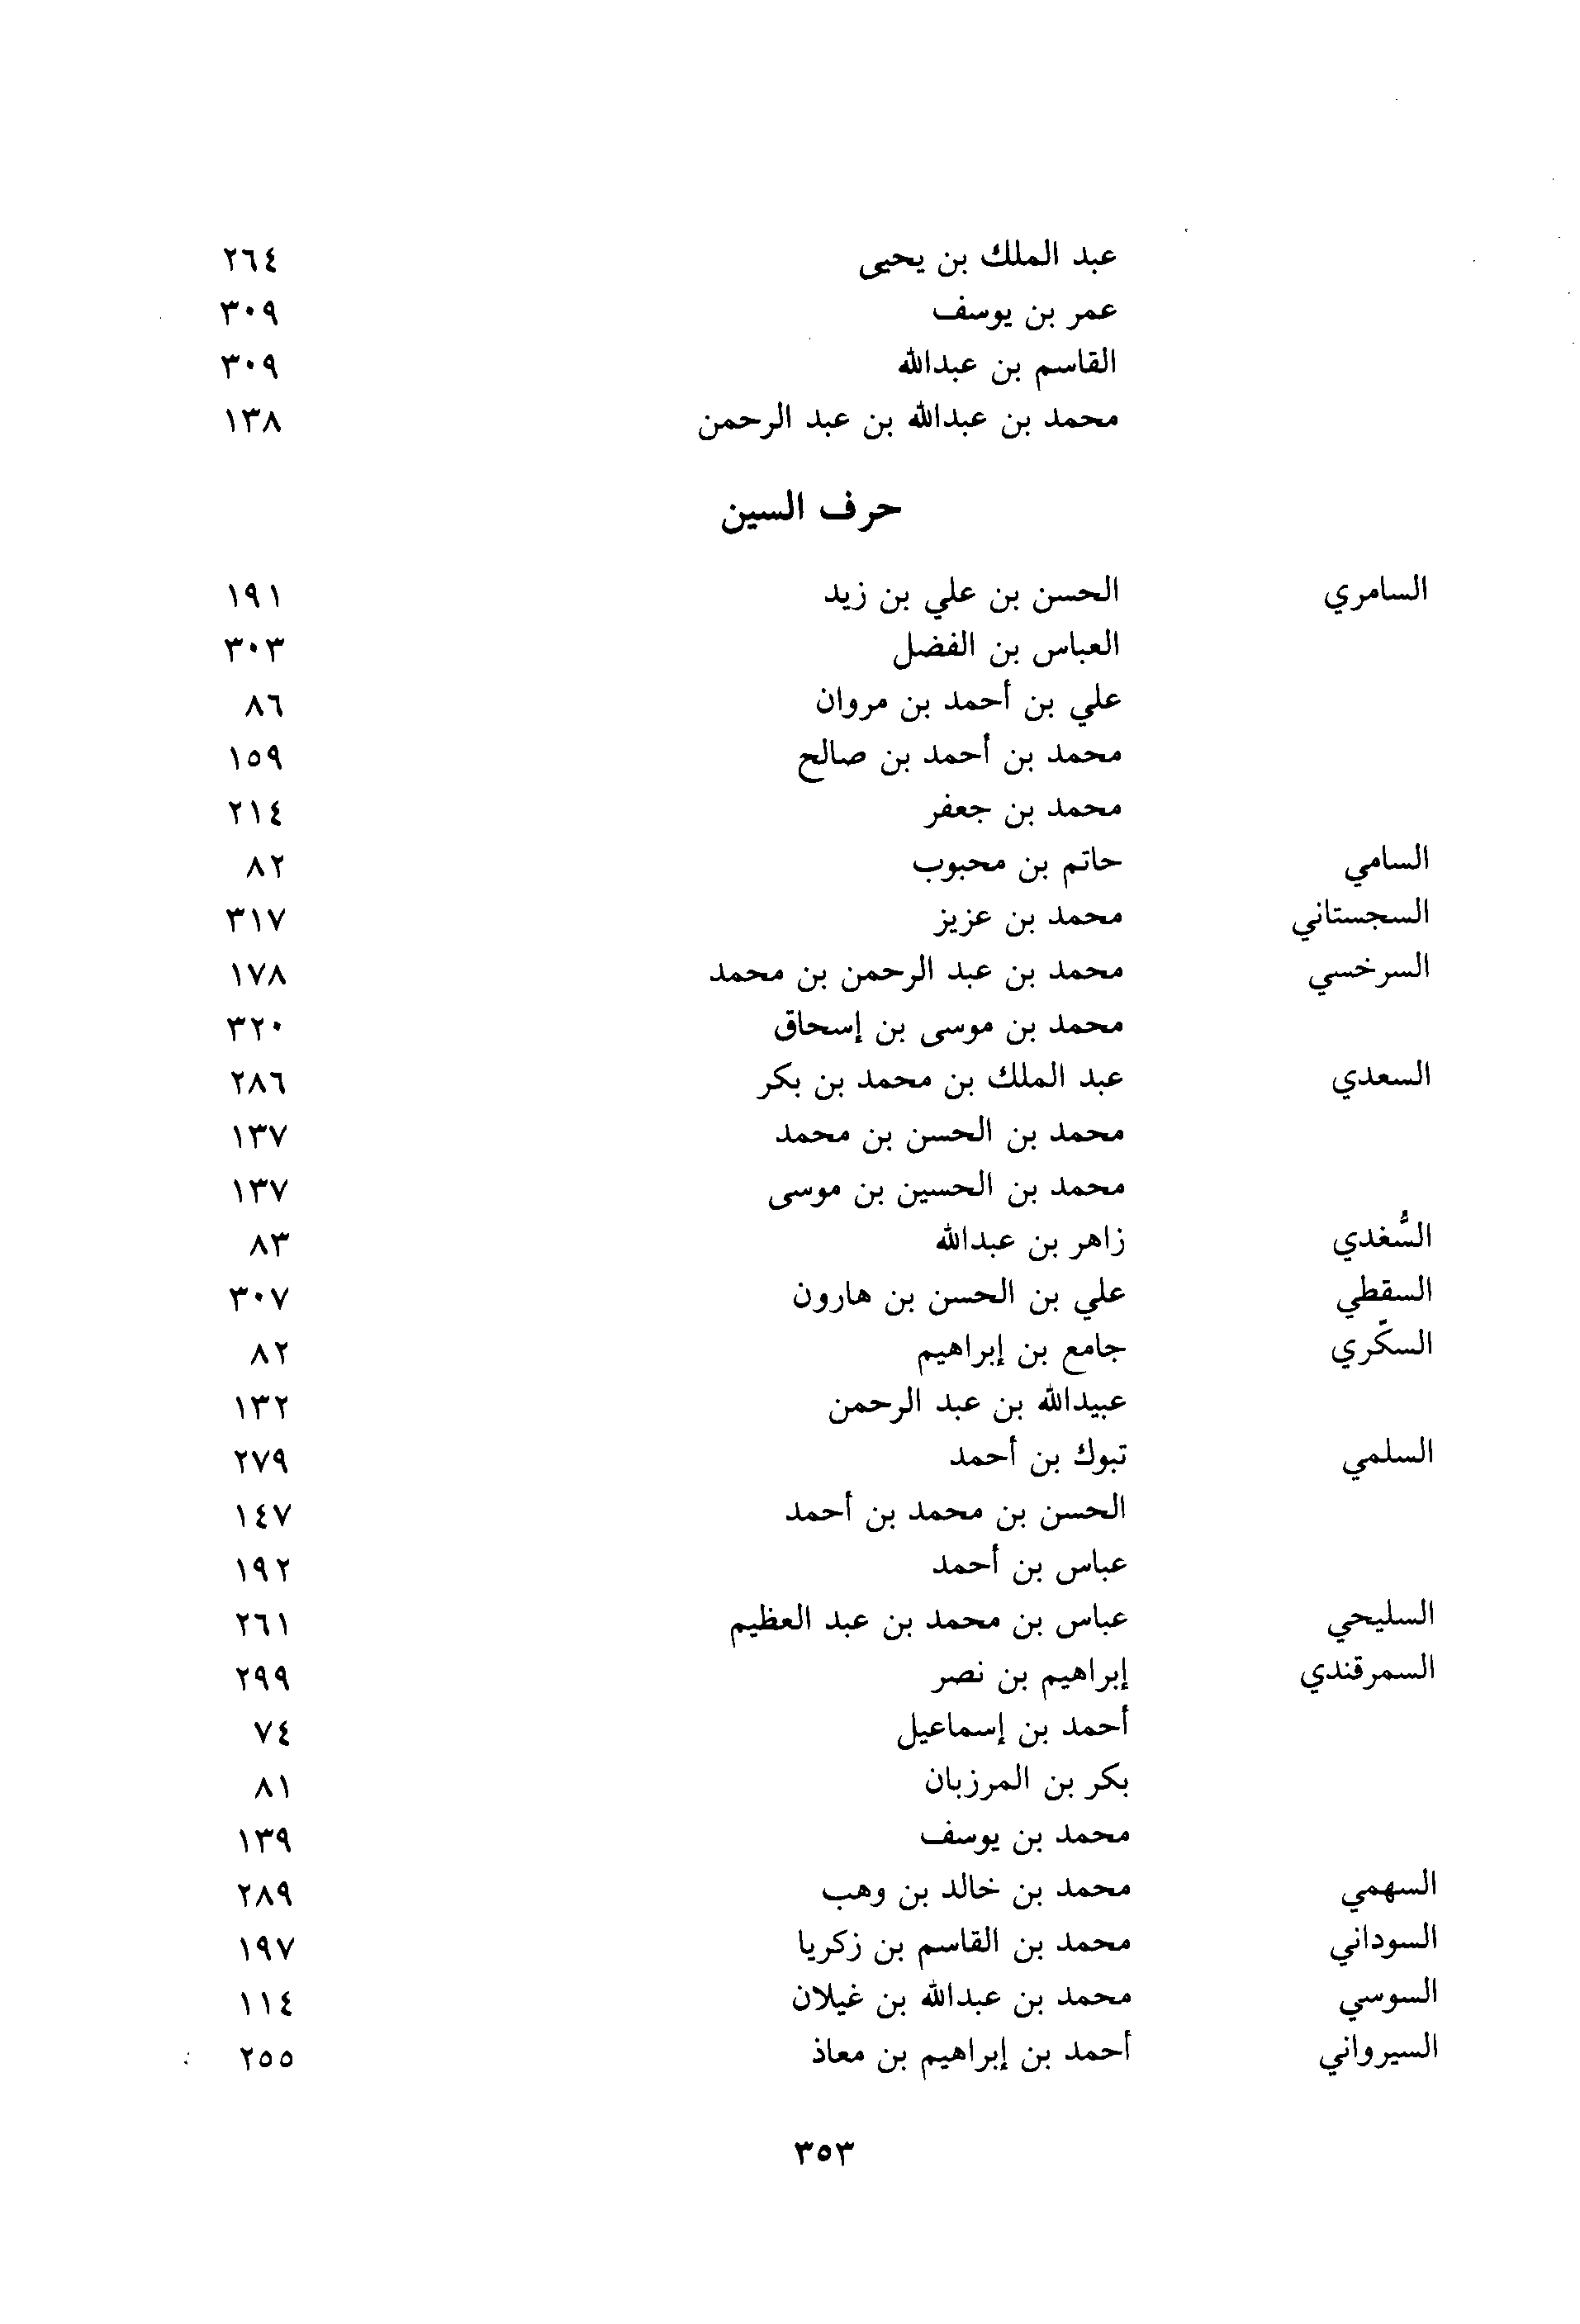 عبد الملك بن يحيى ٢٦٤
عمر بن يوسف ٣٠٩
القاسم بن عبدالله ٣٠٩
محمد بن عبدالله بن عبد الرحمن ١٣٨
حرف السين
السامري الحسن بن علي بن زيد ١٩١
العباس بن الفضل ٣٠٣
علي بن أحمد بن مروان ٨٦
محمد بن أحمد بن صالح ١٥٩
محمد بن جعفر ٢١٤
السامي حاتم بن محبوب ٨٢
السجستاني محمد بن عزيز ٣١٧
السرخسي محمد بن عبد الرحمن بن محمد ١٧٨
محمد بن موسى بن إسحاق ٣٢٠
السعدي عبد الملك بن محمد بن بكر ٢٨٦
محمد بن الحسن بن محمد ١٣٧
محمد بن الحسين بن موسى ١٣٧
السُّغدي زاهر بن عبدالله ٨٣
السقطي علي بن الحسن بن هارون ٣٠٧
السكّري جامع بن إبراهيم ٨٢
عبيدالله بن عبد الرحمن ١٣٢
السلمي تبوك بن أحمد ٢٧٩
الحسن بن محمد بن أحمد ١٤٧
عباس بن أحمد ١٩٢
السليحي عباس بن محمد بن عبد العظيم ٢٦١
السمرقندي إبراهيم بن نصر ٢٩٩
أحمد بن إسماعيل ٧٤
بكر بن المرزبان ٨١
محمد بن يوسف ١٣٩
السهمي محمد بن خالد بن وهب ٢٨٩
السوداني محمد بن القاسم بن زكريا ١٩٧
السوسي محمد بن عبدالله بن غيلان ١١٤
السيرواني أحمد بن إبراهيم بن معاذ ٢٥٥
٣٥٣